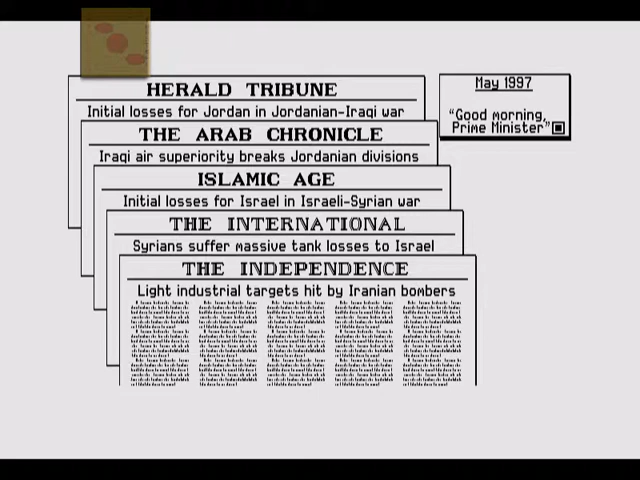 HERALD TRIBUNE
Initial losses for Jordan in Jordanian-Iraqi war
THE ARAB CHRONICLE
Iraqi air superiority breaks Jordanian divisions
ISLAMIC AGE
Initial losses for Israel in Israeli-Syrian war
THE INTERNATIONAL
Syrians suffer massive tank losses to Israel
THE INDEPENDENCE
Light industrial targets hit by Iranian bombers
May 1997
"Good morning,
Prime Minister"